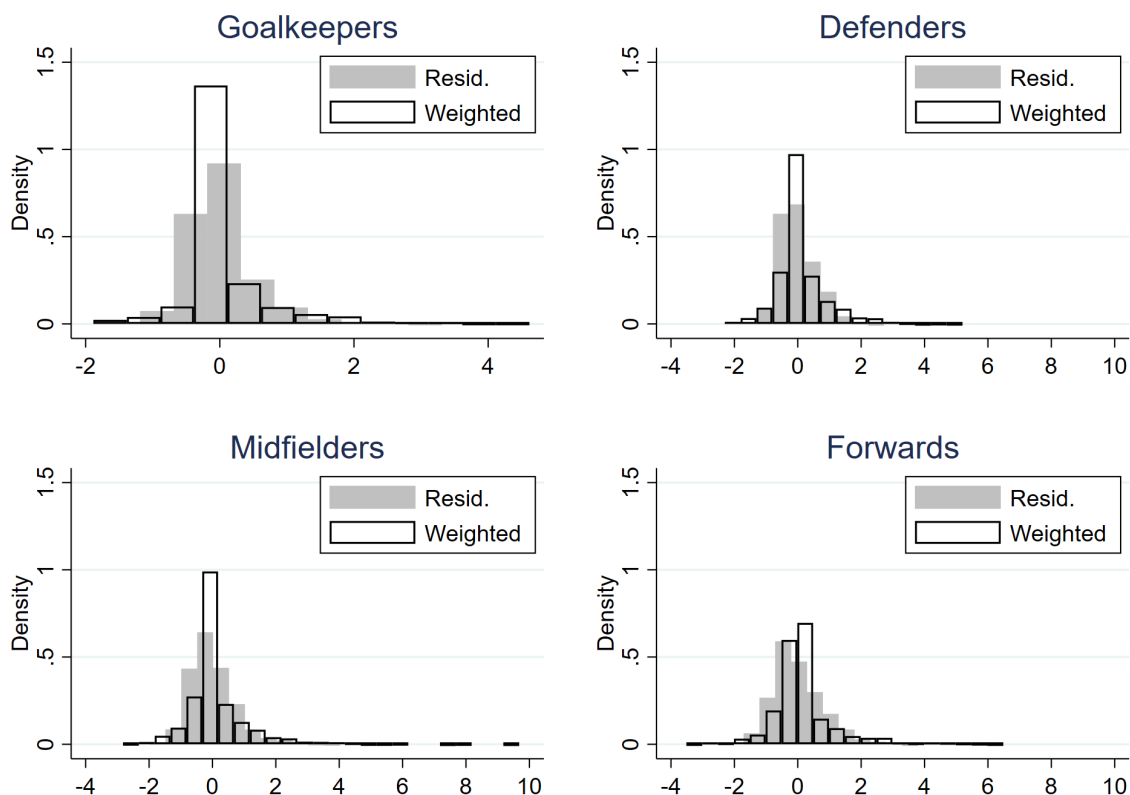 Goalkeepers
Density
0
.5
1
1.5
Resid.
Weighted
-2
0
2
4
Defenders
Density
0
.5
1
1.5
Resid.
Weighted
-4
-2
0
2
4
6
8
10
Midfielders
Density
0
.5
1
1.5
Resid.
Weighted
-4
-2
0
2
4
6
8
10
Forwards
Density
0
.5
1
1.5
Resid.
Weighted
-4
-2
0
2
4
6
8
10